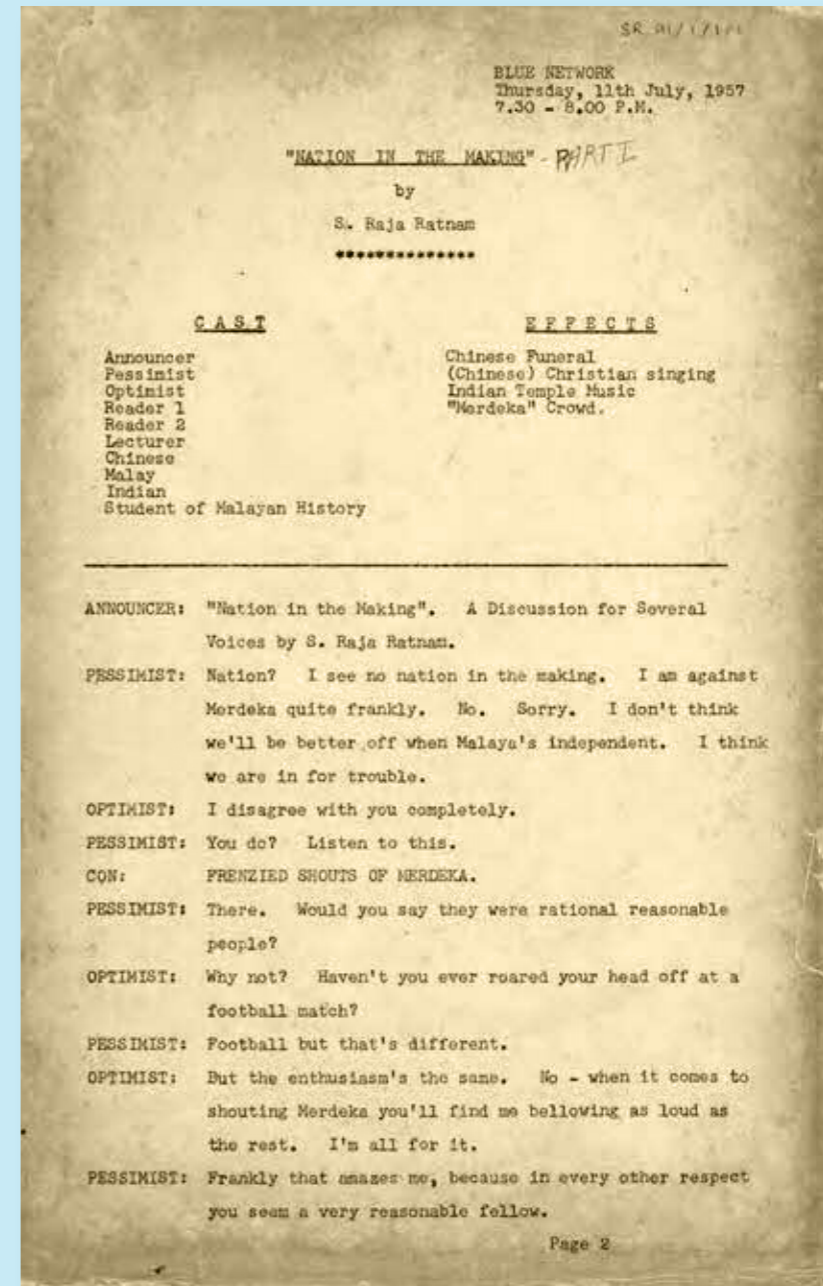 SR 01/1/1/1
BLUE NETWORK
Thursday, 11th July, 1957
7.30 - 8.00 P.M.
"NATION IN THE MAKING" - PART I
by
S. Raja Ratnam
**************
C A S T
Announcer
Pessimist
Optimist
Reader 1
Reader 2
Lecturer
Chinese
Malay
Indian
Student of Malayan History
E F F E C T S
Chinese Funeral
(Chinese) Christian singing
Indian Temple Music
"Merdeka" Crowd.
ANNOUNCER: "Nation in the Making". A Discussion for Several
Voices by S. Raja Ratnam.
PESSIMIST: Nation? I see no nation in the making. I am against
Merdeka quite frankly. No. Sorry. I don't think
we'll be better off when Malaya's independent. I think
we are in for trouble.
OPTIMIST: I disagree with you completely.
PESSIMIST: You do? Listen to this.
CON: FRENZIED SHOUTS OF MERDEKA.
PESSIMIST: There. Would you say they were rational reasonable
people?
OPTIMIST: Why not? Haven't you ever roared your head off at a
football match?
PESSIMIST: Football but that's different.
OPTIMIST: But the enthusiasm's the same. No - when it comes to
shouting Merdeka you'll find me bellowing as loud as
the rest. I'm all for it.
PESSIMIST: Frankly that amazes me, because in every other respect
you seem a very reasonable fellow.
Page 2